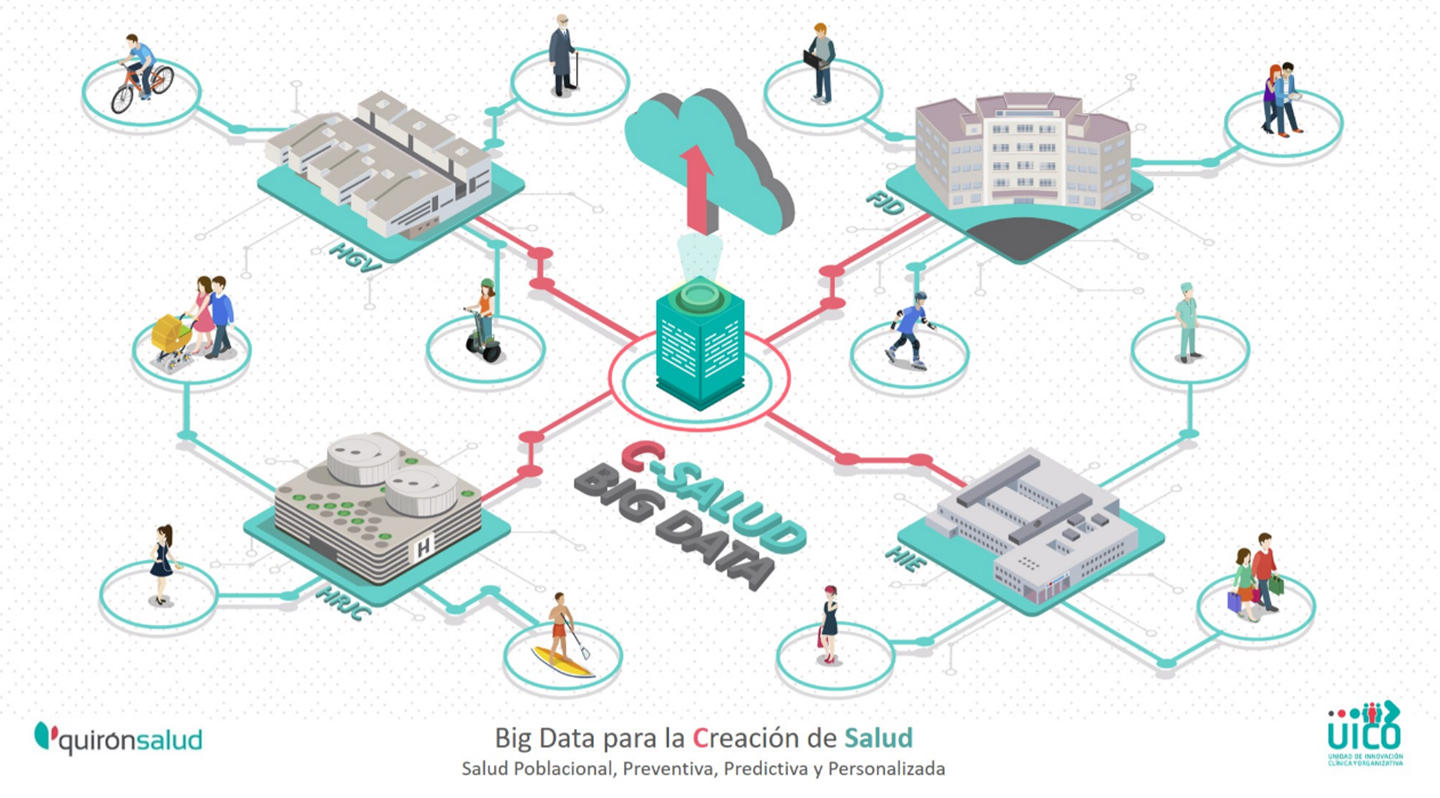 FJD
HGV
C-SALUD
BIG DATA
H
HIE
HRJC
quirónsalud
Big Data para la Creación de Salud
Salud Poblacional, Preventiva, Predictiva y Personalizada
UICO
UNIDAD DE INNOVACIÓN
CLÍNICA Y ORGANIZATIVA